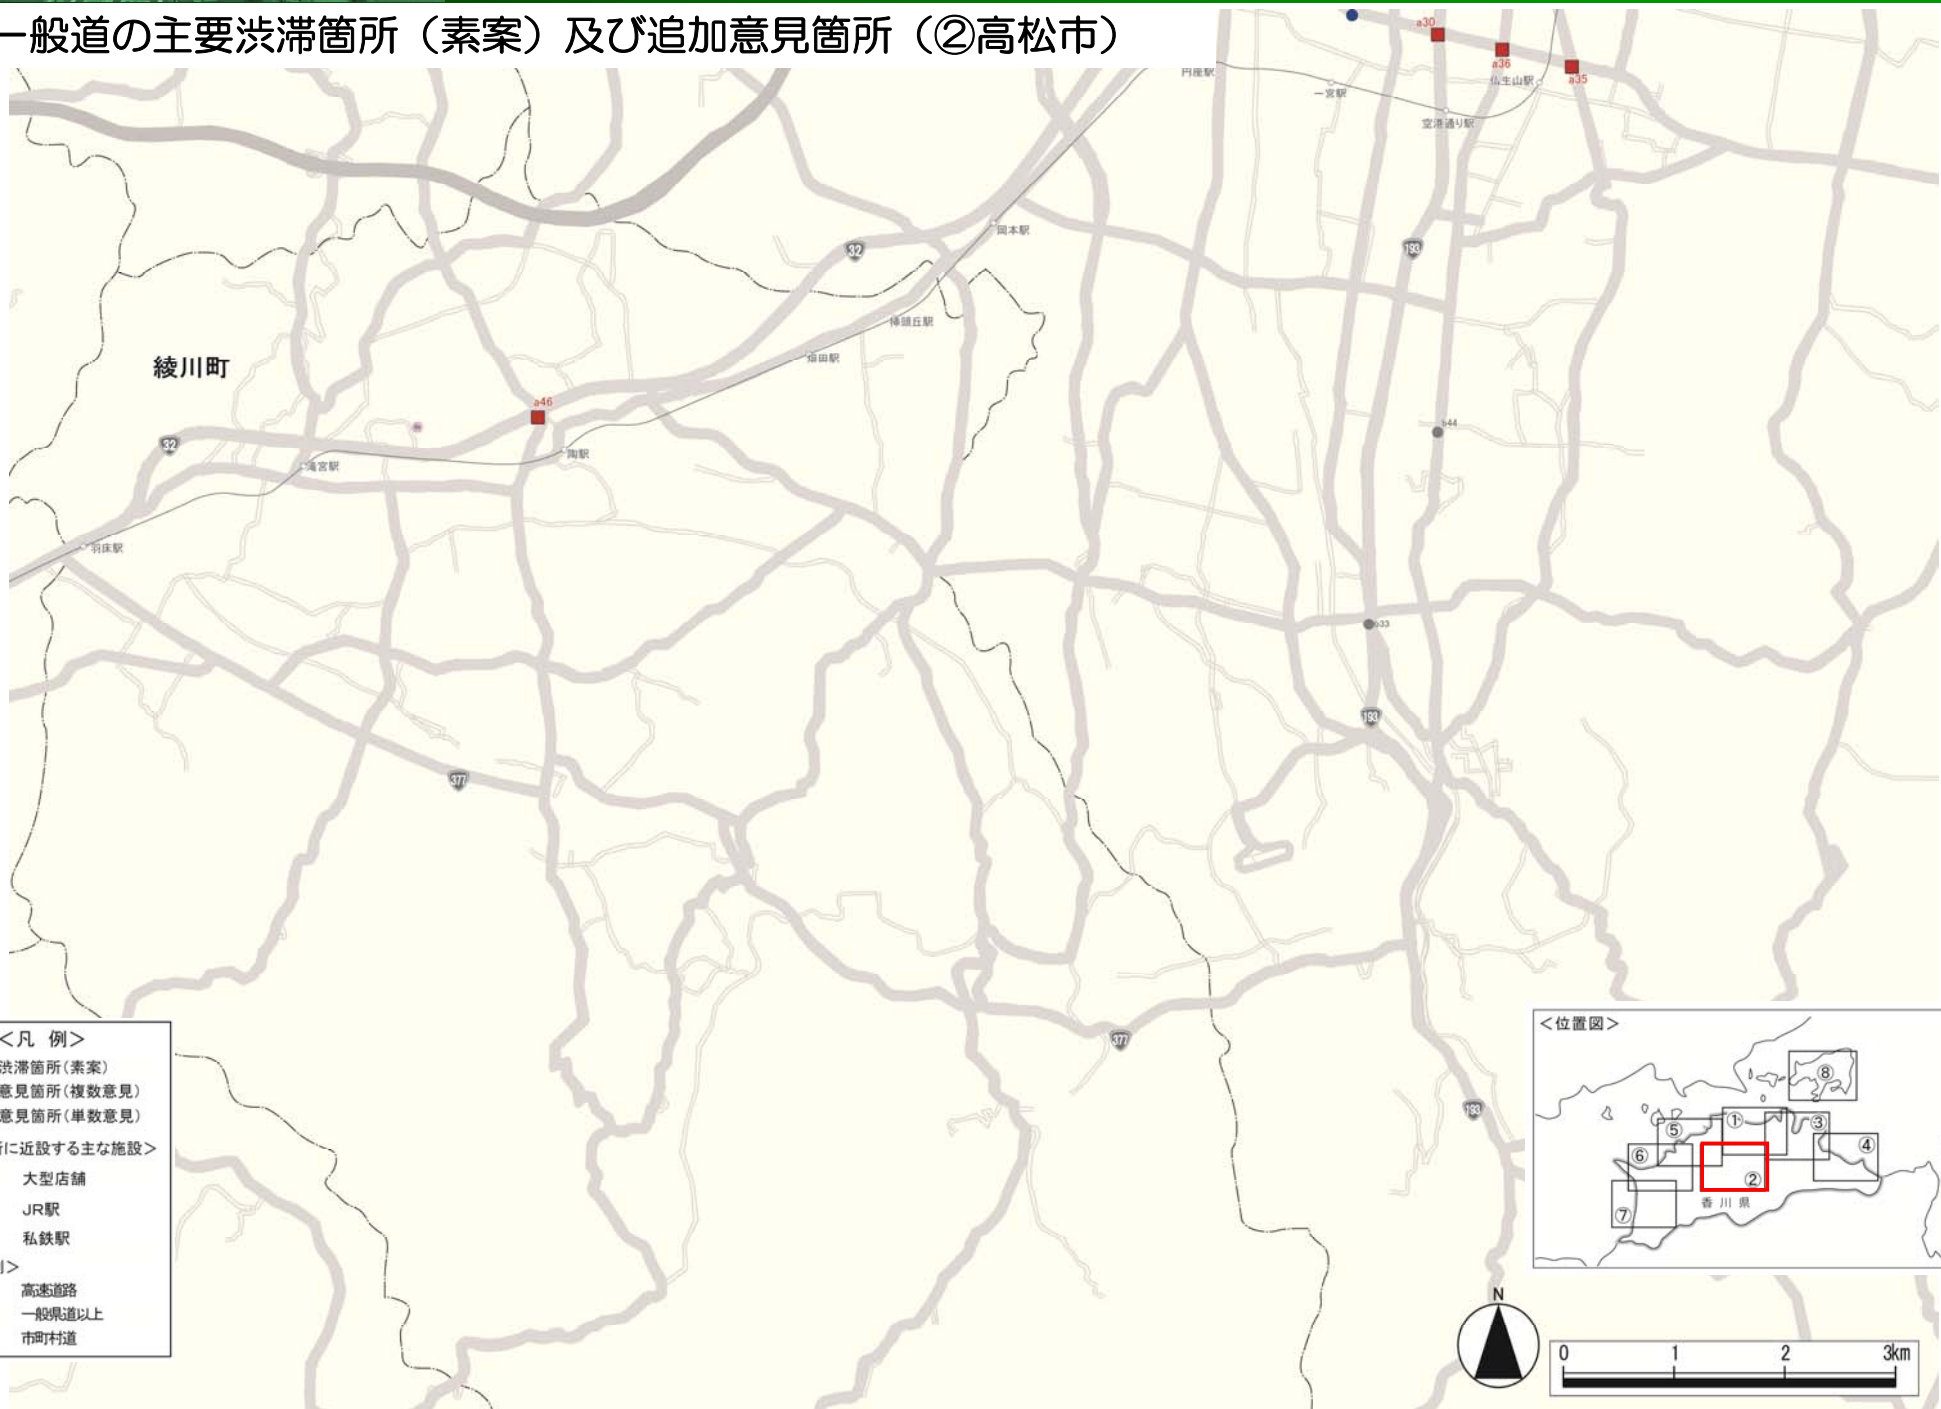 一般道の主要渋滞箇所（素案）及び追加意見箇所（②高松市）
a30
a36
a35
円座駅
一宮駅
仏生山駅
空港通り駅
岡本駅
32
193
挿頭丘駅
畑田駅
綾川町
a46
b44
32
陶駅
滝宮駅
羽床駅
193
377
377
193
＜凡 例＞
渋滞箇所（素案）
意見箇所（複数意見）
意見箇所（単数意見）
に近設する主な施設＞
大型店舗
JR駅
私鉄駅
＞
高速道路
一般県道以上
市町村道
＜位置図＞
⑧
①
③
⑤
④
⑥
②
香川県
⑦
N
0 1 2 3km